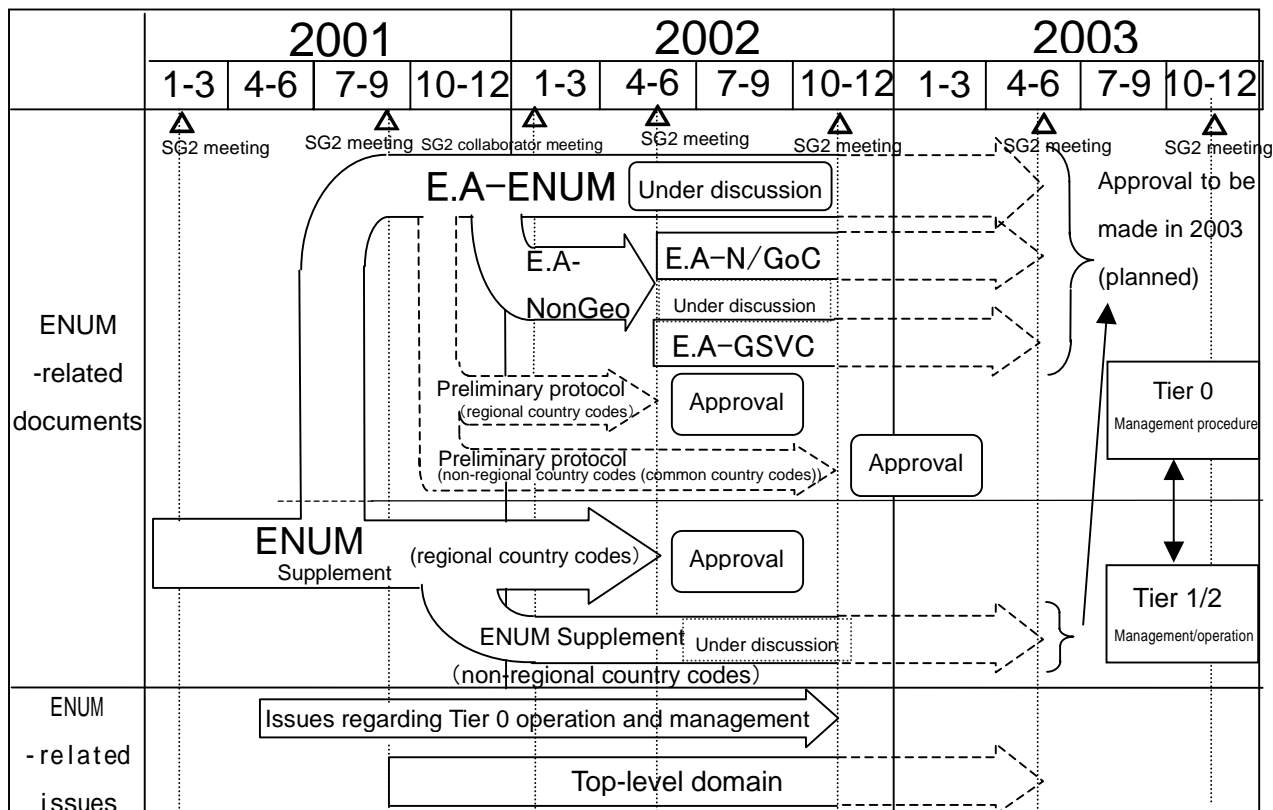 2001 2002 2003
1-3 4-6 7-9 10-12 1-3 4-6 7-9 10-12 1-3 4-6 7-9 10-12
SG2 meeting SG2 meeting SG2 collaborator meeting SG2 meeting SG2 meeting SG2 meeting SG2 meeting
ENUM
-related
documents
E.A-ENUM
Under discussion
E.A-
NonGeo
E.A-N/GoC
Under discussion
E.A-GSVC
Approval to be
made in 2003
(planned)
Preliminary protocol
(regional country codes)
Approval
Preliminary protocol
(non-regional country codes (common country codes))
Approval
Tier 0
Management procedure
ENUM
Supplement
(regional country codes)
Approval
Tier 1/2
Management/operation
ENUM Supplement
Under discussion
(non-regional country codes)
ENUM
-related
issues
Issues regarding Tier 0 operation and management
Top-level domain